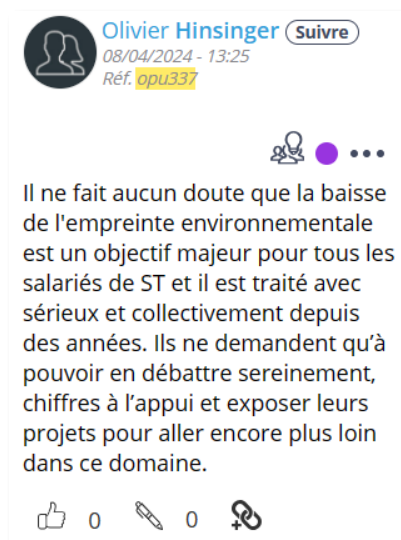 Olivier Hinsinger Suivre
08/04/2024 - 13:25
Réf. opu337
Il ne fait aucun doute que la baisse
de l'empreinte environnementale
est un objectif majeur pour tous les
salariés de ST et il est traité avec
sérieux et collectivement depuis
des années. Ils ne demandent qu’à
pouvoir en débattre sereinement,
chiffres à l’appui et exposer leurs
projets pour aller encore plus loin
dans ce domaine.
0 0